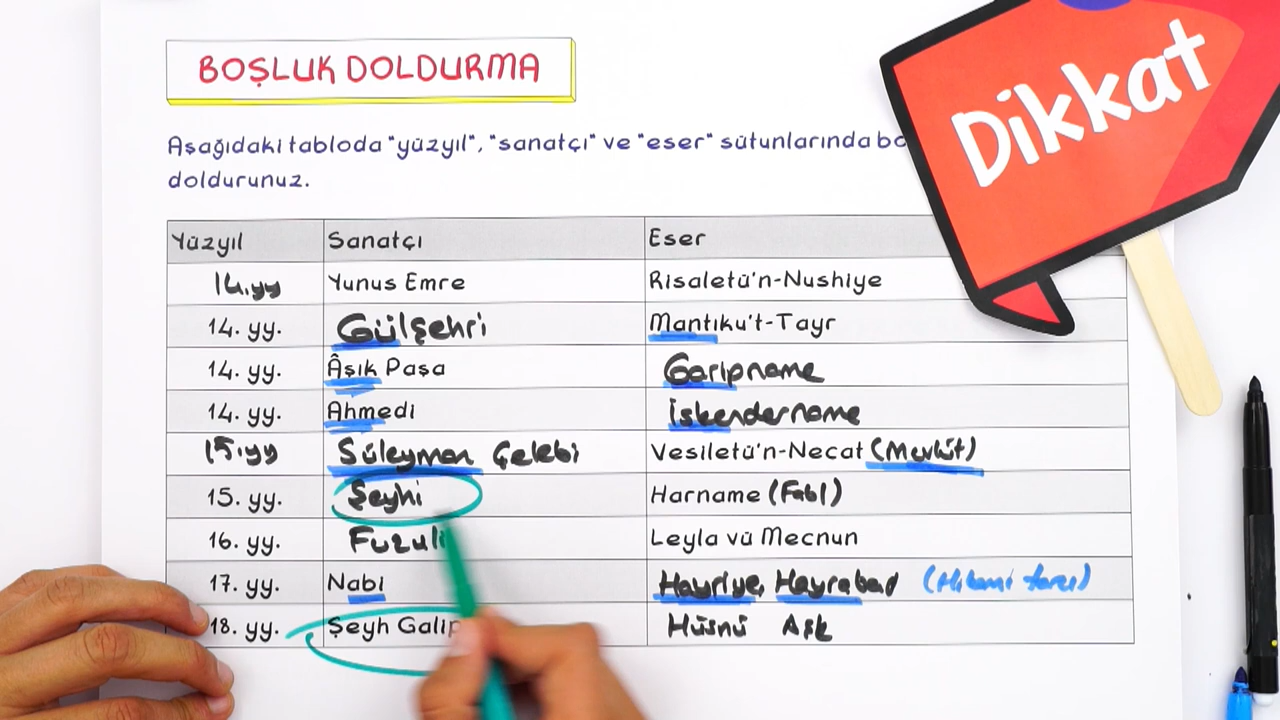 BOŞLUK DOLDURMA
Dikkat
Aşağıdaki tabloda "yüzyıl", "sanatçı" ve "eser" sütunlarında
doldurunuz.
Yüzyıl Sanatçı Eser
14.yy Yunus Emre Risaletü'n-Nushiye
14. yy. Gülşehri Mantıku't-Tayr
14. yy. Âşık Paşa Garipname
14. yy. Ahmedi İskendername
15.yy Süleyman Çelebi Vesiletü'n-Necat (Mevlüt)
15. yy. Şeyhi Harname (Fabl)
16. yy. Fuzuli Leyla vü Mecnun
17. yy. Nabi Hayriye, Hayrabad (Hikemi tarzı)
18. yy. Şeyh Galip Hüsnü Aşk